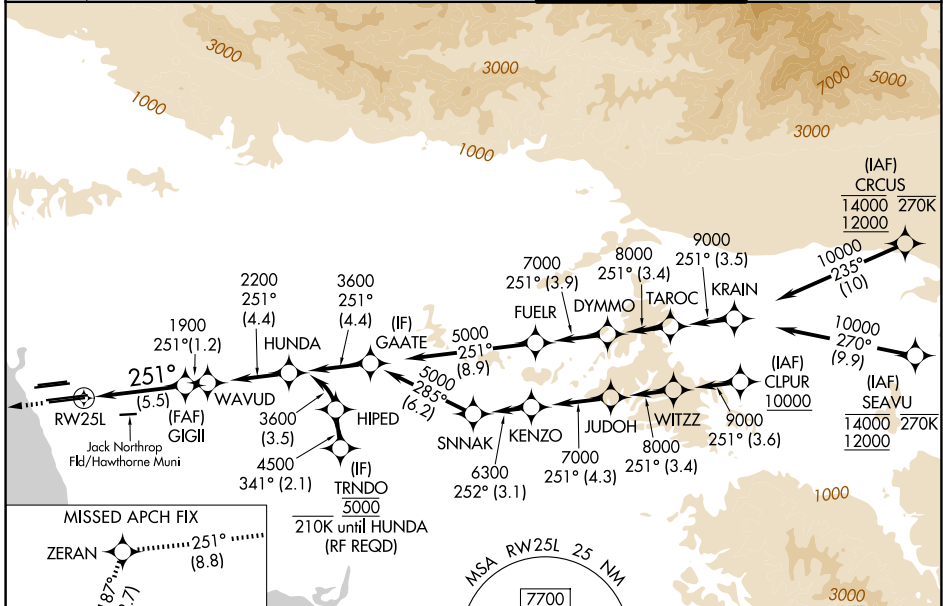 3000
3000
7000
5000
1000
3000
1000
(IAF)
CRCUS
14000 270K
12000
10000
235°
(10)
9000
251° (3.5)
8000
251° (3.4)
7000
251° (3.9)
KRAIN
TAROC
DYMMO
FUELR
3600
251°
(4.4)
2200
251°
(4.4)
(IF)
GAATE
HUNDA
1900
251°(1.2)
5000
251°
(8.9)
10000
270°
(9.9)
(IAF)
SEAVU
14000 270K
12000
(IAF)
CLPUR
10000
251°
(5.5)
WAVUD
(FAF)
GIGII
RW25L
Jack Northrop
Fld/Hawthorne Muni
5000
285°
(6.2)
3600
(3.5)
HIPED
4500
341° (2.1)
(IF)
TRNDO
5000
210K until HUNDA
(RF REQD)
SNNAK
KENZO
JUDOH
WITZZ
9000
251° (3.6)
8000
251° (3.4)
7000
251° (4.3)
6300
252° (3.1)
1000
MISSED APCH FIX
ZERAN
251°
(8.8)
MSA RW25L 25 NM
7700
3000